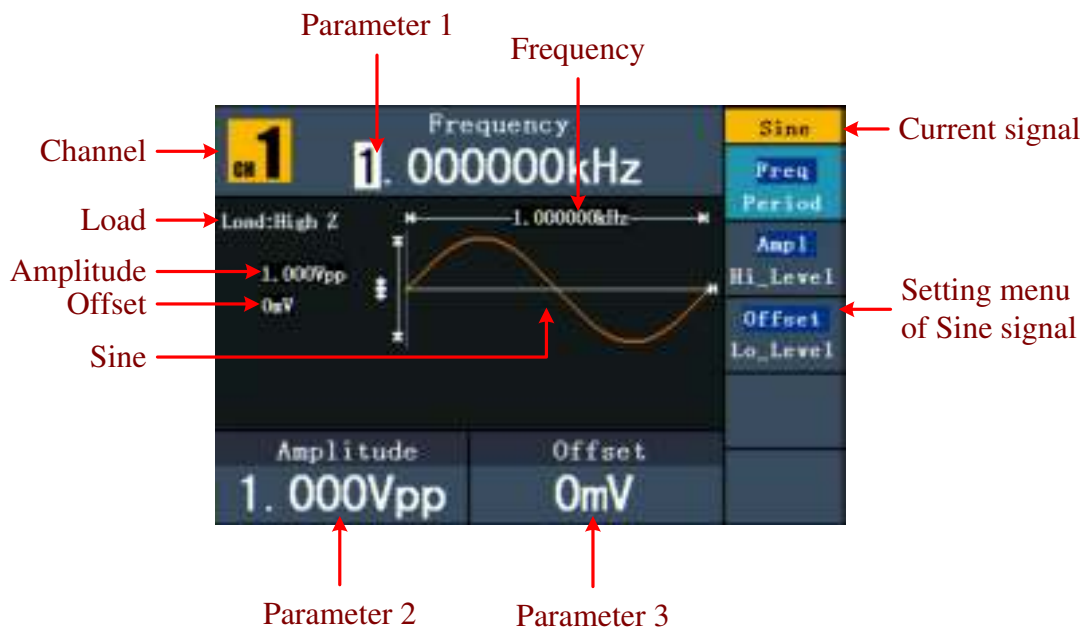 Parameter 1
Frequency
Channel
CH 1
Frequency
1. 000000kHz
Sine
Current signal
Freq
Period
Load
Load:High Z
1. 000000kHz
Amplitude
1. 000Vpp
Offset
0mV
Sine
Ampl
Hi_Level
Offset
Lo_Level
Setting menu
of Sine signal
Amplitude
1. 000Vpp
Offset
0mV
Parameter 2
Parameter 3